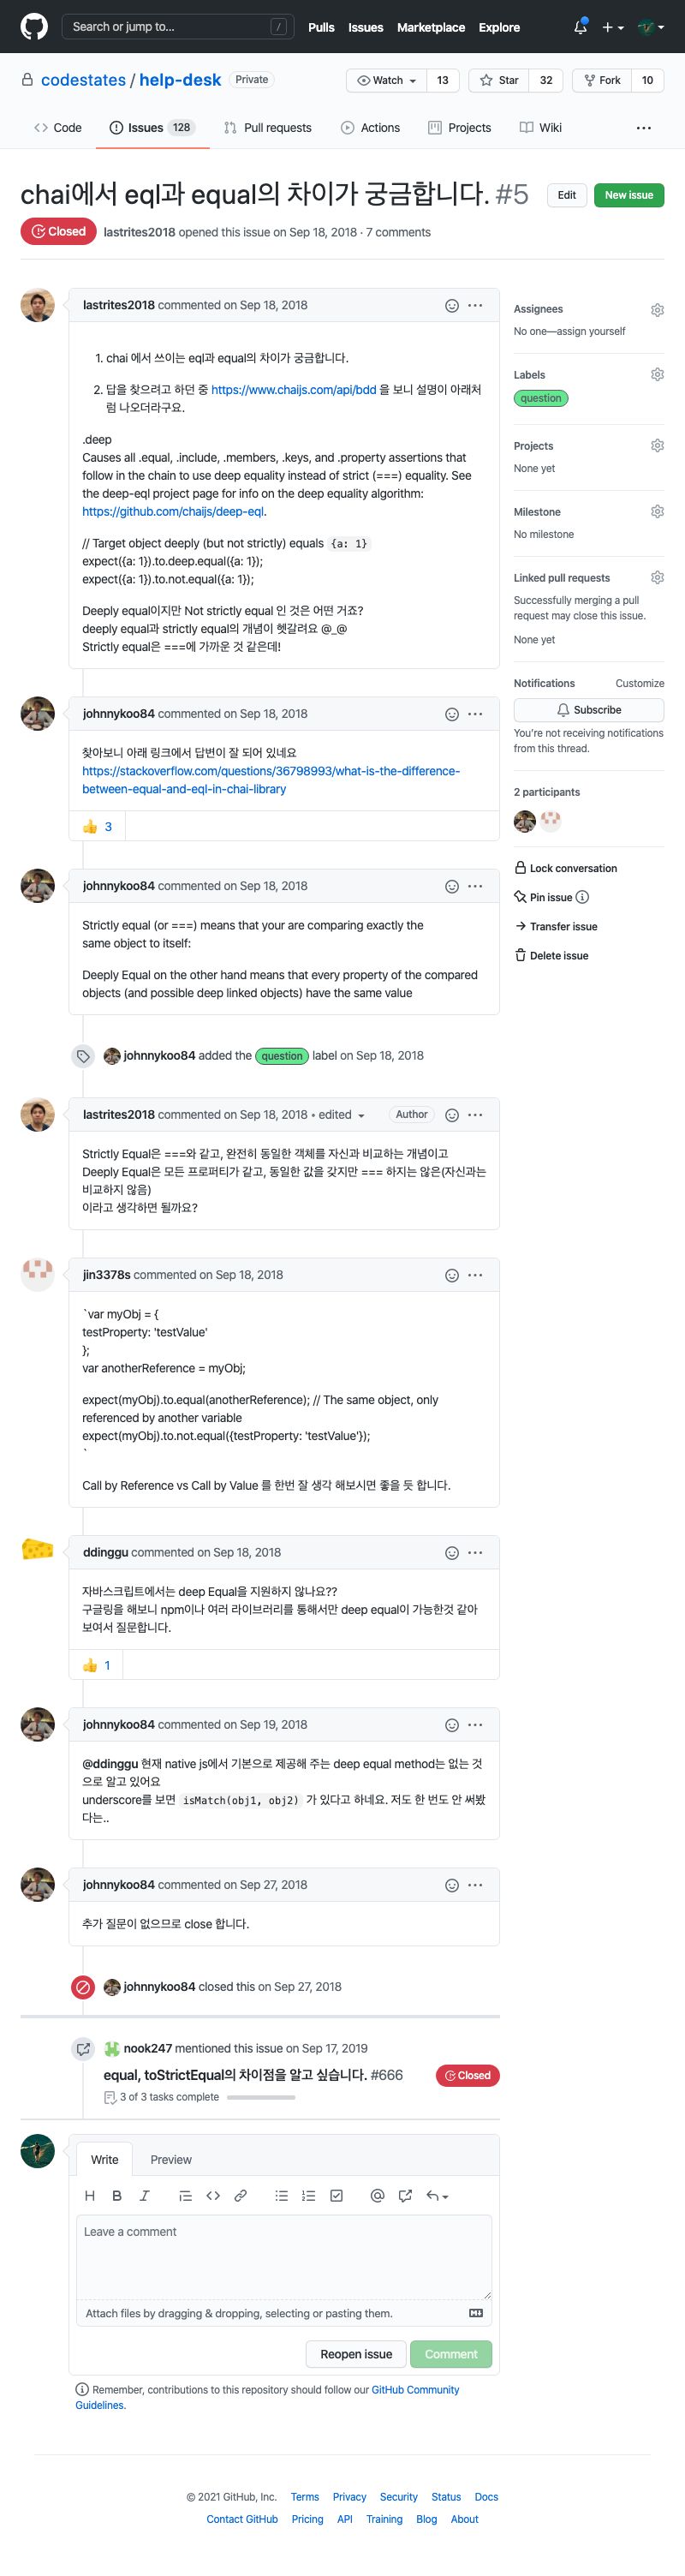 Search or jump to...
/
Pulls Issues Marketplace Explore
codestates / help-desk Private
Watch 13 Star 32 Fork 10
Code Issues 128 Pull requests Actions Projects Wiki
chai에서 eql과 equal의 차이가 궁금합니다. #5
Edit New issue
Closed lastrites2018 opened this issue on Sep 18, 2018 · 7 comments
lastrites2018 commented on Sep 18, 2018
1. chai 에서 쓰이는 eql과 equal의 차이가 궁금합니다.
2. 답을 찾으려고 하던 중 https://www.chaijs.com/api/bdd 을 보니 설명이 아래처
럼 나오더라구요.
.deep
Causes all .equal, .include, .members, .keys, and .property assertions that
follow in the chain to use deep equality instead of strict (===) equality. See
the deep-eql project page for info on the deep equality algorithm:
https://github.com/chaijs/deep-eql.
// Target object deeply (but not strictly) equals {a: 1}
expect({a: 1}).to.deep.equal({a: 1});
expect({a: 1}).to.not.equal({a: 1});
Deeply equal이지만 Not strictly equal 인 것은 어떤 거죠?
deeply equal과 strictly equal의 개념이 헷갈려요 @_@
Strictly equal은 ===에 가까운 것 같은데!
Assignees
No one—assign yourself
Labels
question
Projects
None yet
Milestone
No milestone
Linked pull requests
Successfully merging a pull
request may close this issue.
None yet
Notifications Customize
Subscribe
You're not receiving notifications
from this thread.
2 participants
Lock conversation
Pin issue
Transfer issue
Delete issue
johnnykoo84 commented on Sep 18, 2018
찾아보니 아래 링크에서 답변이 잘 되어 있네요
https://stackoverflow.com/questions/36798993/what-is-the-difference-
between-equal-and-eql-in-chai-library
👍 3
johnnykoo84 commented on Sep 18, 2018
Strictly equal (or ===) means that your are comparing exactly the
same object to itself:
Deeply Equal on the other hand means that every property of the compared
objects (and possible deep linked objects) have the same value
johnnykoo84 added the question label on Sep 18, 2018
lastrites2018 commented on Sep 18, 2018 • edited Author
Strictly Equal은 ===와 같고, 완전히 동일한 객체를 자신과 비교하는 개념이고
Deeply Equal은 모든 프로퍼티가 같고, 동일한 값을 갖지만 === 하지는 않은(자신과는
비교하지 않음)
이라고 생각하면 될까요?
jin3378s commented on Sep 18, 2018
`var myObj = {
testProperty: 'testValue'
};
var anotherReference = myObj;
expect(myObj).to.equal(anotherReference); // The same object, only
referenced by another variable
expect(myObj).to.not.equal({testProperty: 'testValue'});
`
Call by Reference vs Call by Value 를 한번 잘 생각 해보시면 좋을 듯 합니다.
ddinggu commented on Sep 18, 2018
자바스크립트에서는 deep Equal을 지원하지 않나요??
구글링을 해보니 npm이나 여러 라이브러리를 통해서만 deep equal이 가능한것 같아
보여서 질문합니다.
👍 1
johnnykoo84 commented on Sep 19, 2018
@ddinggu 현재 native js에서 기본으로 제공해 주는 deep equal method는 없는 것
으로 알고 있어요
underscore를 보면 isMatch(obj1, obj2) 가 있다고 하네요. 저도 한 번도 안 써봤
다는..
johnnykoo84 commented on Sep 27, 2018
추가 질문이 없으므로 close 합니다.
johnnykoo84 closed this on Sep 27, 2018
nook247 mentioned this issue on Sep 17, 2019
equal, toStrictEqual의 차이점을 알고 싶습니다. #666 Closed
3 of 3 tasks complete
Write Preview
Leave a comment
Attach files by dragging & dropping, selecting or pasting them.
Reopen issue Comment
Remember, contributions to this repository should follow our GitHub Community
Guidelines.
© 2021 GitHub, Inc. Terms Privacy Security Status Docs
Contact GitHub Pricing API Training Blog About